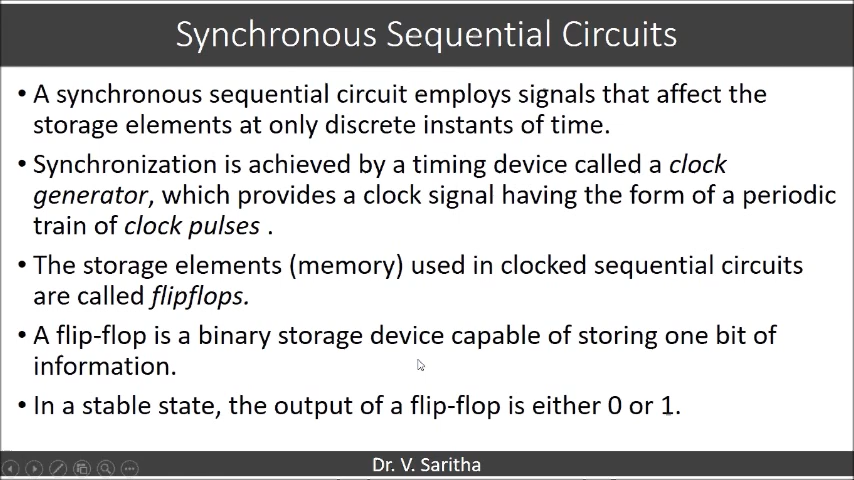 Synchronous Sequential Circuits
• A synchronous sequential circuit employs signals that affect the
storage elements at only discrete instants of time.
• Synchronization is achieved by a timing device called a clock
generator, which provides a clock signal having the form of a periodic
train of clock pulses .
• The storage elements (memory) used in clocked sequential circuits
are called flipflops.
• A flip-flop is a binary storage device capable of storing one bit of
information.
• In a stable state, the output of a flip-flop is either 0 or 1.
Dr. V. Saritha